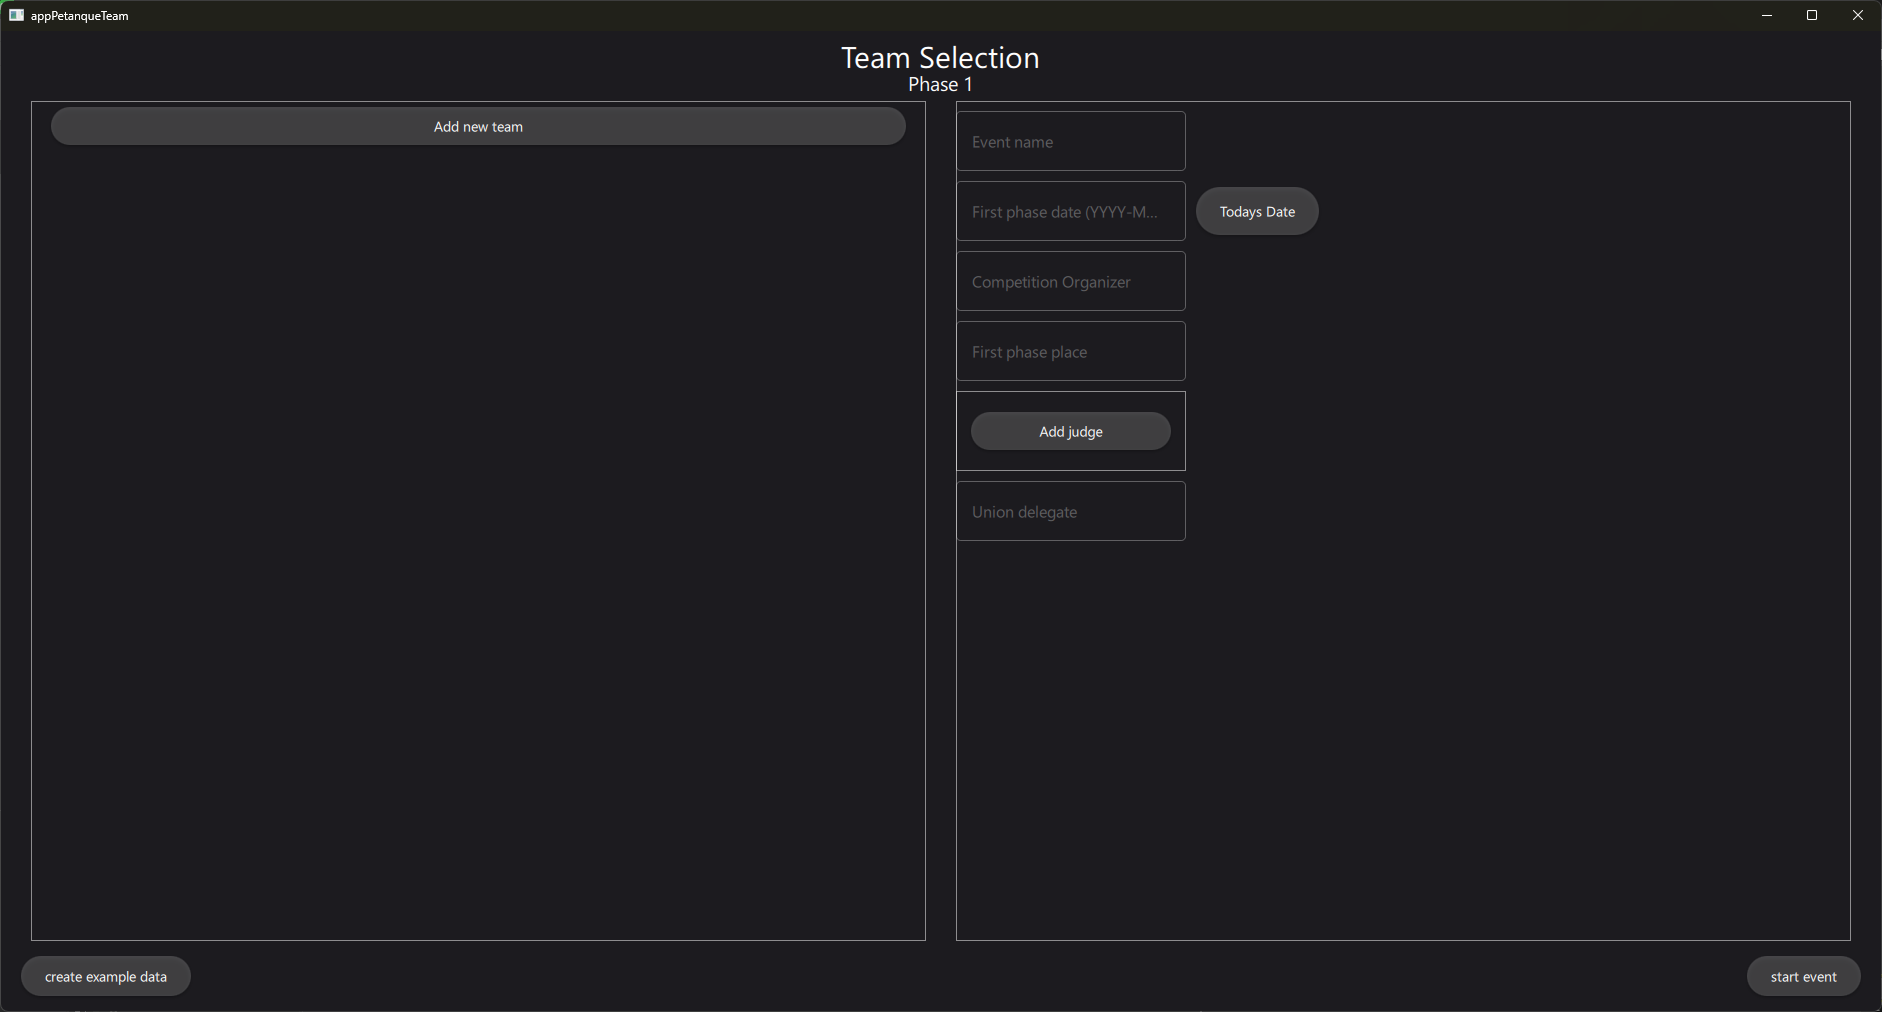 appPetanqueTeam
Team Selection
Phase 1
Add new team
Event name
First phase date (YYYY-M...
Todays Date
Competition Organizer
First phase place
Add judge
Union delegate
create example data
start event